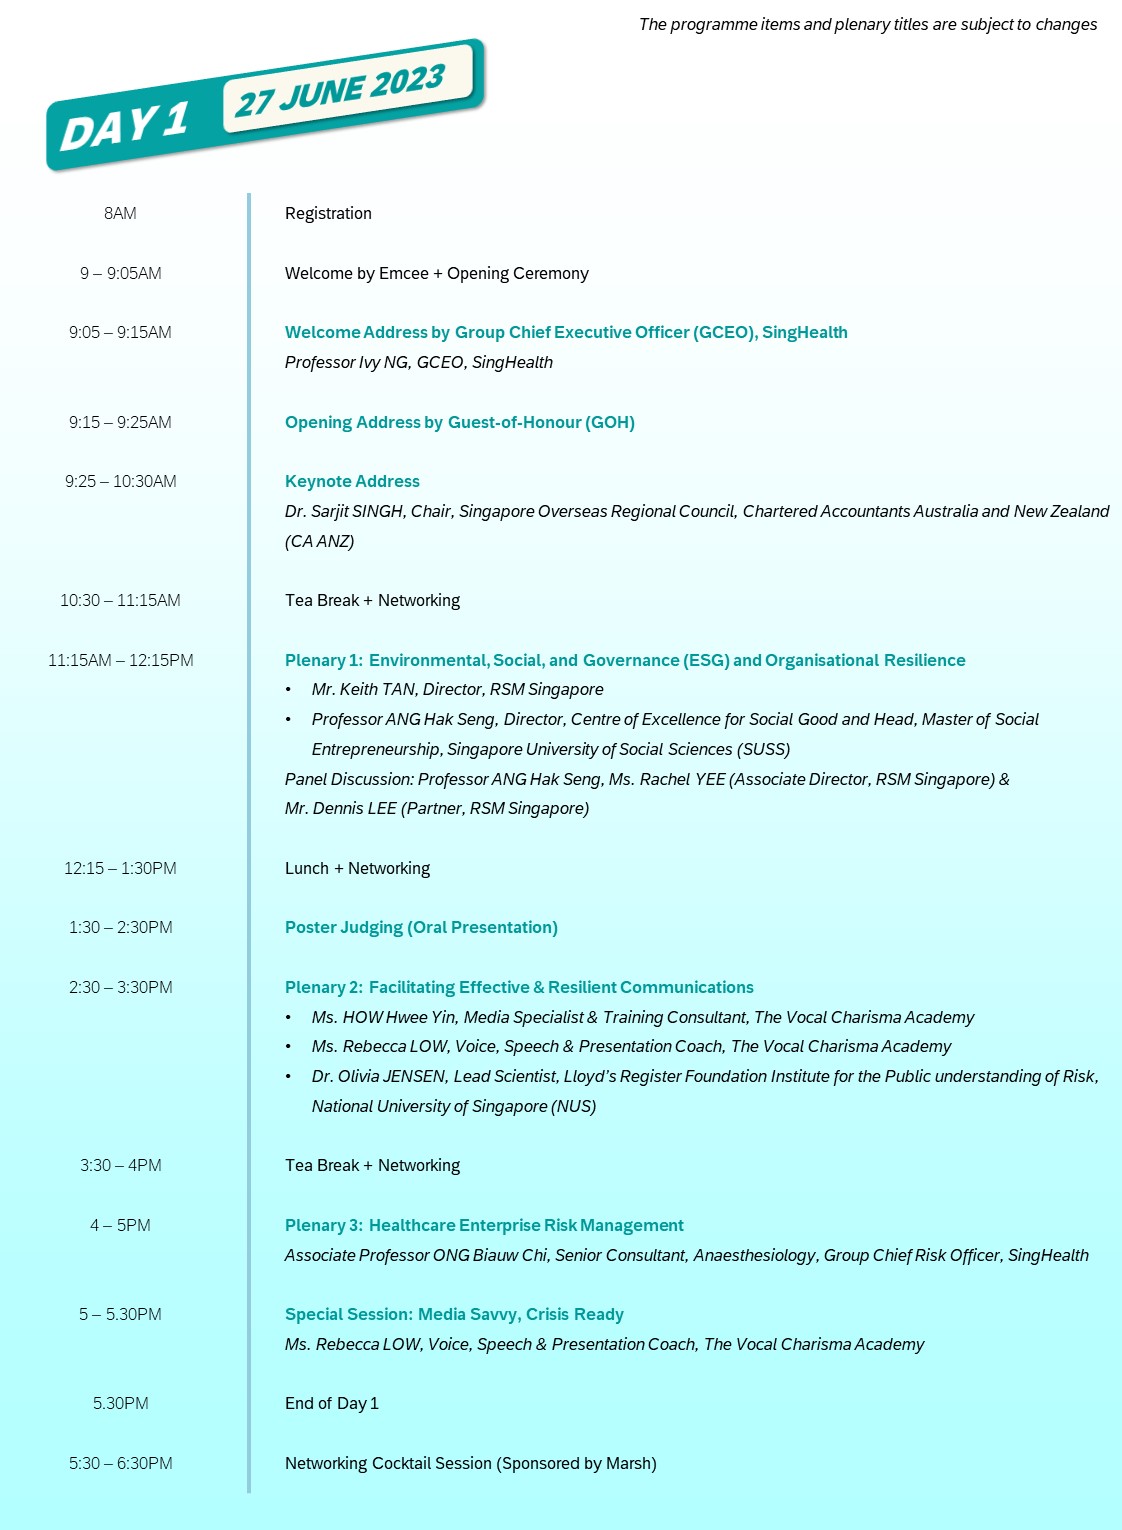 The programme items and plenary titles are subject to changes
DAY 1 27 JUNE 2023
8AM Registration
9 – 9:05AM Welcome by Emcee + Opening Ceremony
9:05 – 9:15AM Welcome Address by Group Chief Executive Officer (GCEO), SingHealth
Professor Ivy NG, GCEO, SingHealth
9:15 – 9:25AM Opening Address by Guest-of-Honour (GOH)
9:25 – 10:30AM Keynote Address
Dr. Sarjit SINGH, Chair, Singapore Overseas Regional Council, Chartered Accountants Australia and New Zealand
(CA ANZ)
10:30 – 11:15AM Tea Break + Networking
11:15AM – 12:15PM Plenary 1: Environmental, Social, and Governance (ESG) and Organisational Resilience
• Mr. Keith TAN, Director, RSM Singapore
• Professor ANG Hak Seng, Director, Centre of Excellence for Social Good and Head, Master of Social
Entrepreneurship, Singapore University of Social Sciences (SUSS)
Panel Discussion: Professor ANG Hak Seng, Ms. Rachel YEE (Associate Director, RSM Singapore) &
Mr. Dennis LEE (Partner, RSM Singapore)
12:15 – 1:30PM Lunch + Networking
1:30 – 2:30PM Poster Judging (Oral Presentation)
2:30 – 3:30PM Plenary 2: Facilitating Effective & Resilient Communications
• Ms. HOW Hwee Yin, Media Specialist & Training Consultant, The Vocal Charisma Academy
• Ms. Rebecca LOW, Voice, Speech & Presentation Coach, The Vocal Charisma Academy
• Dr. Olivia JENSEN, Lead Scientist, Lloyd’s Register Foundation Institute for the Public understanding of Risk,
National University of Singapore (NUS)
3:30 – 4PM Tea Break + Networking
4 – 5PM Plenary 3: Healthcare Enterprise Risk Management
Associate Professor ONG Biauw Chi, Senior Consultant, Anaesthesiology, Group Chief Risk Officer, SingHealth
5 – 5.30PM Special Session: Media Savvy, Crisis Ready
Ms. Rebecca LOW, Voice, Speech & Presentation Coach, The Vocal Charisma Academy
5.30PM End of Day 1
5:30 – 6:30PM Networking Cocktail Session (Sponsored by Marsh)